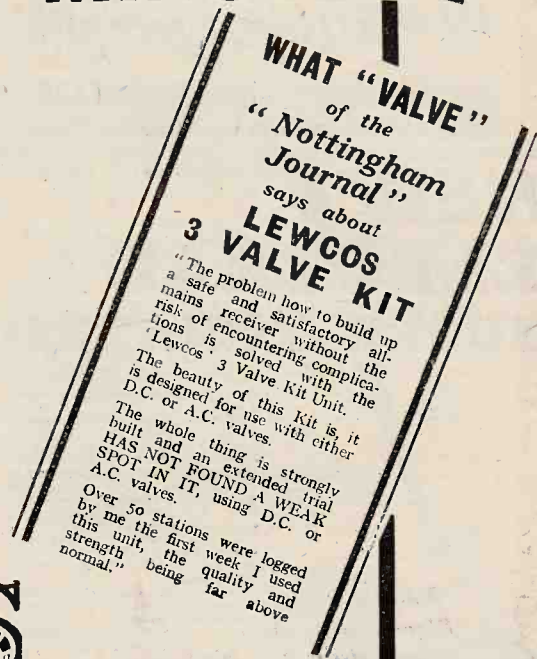 WHAT "VALVE"
of the
"Nottingham
Journal"
says about
LEWCOS
3 VALVE KIT
"The problem how to build up
a safe and satisfactory all-
mains receiver without the
risk of encountering complica-
tions is solved with the
'Lewcos' 3 Valve Kit Unit.
The beauty of this Kit is, it
is designed for use with either
D.C. or A.C. valves.
The whole thing is strongly
built and an extended trial
HAS NOT FOUND A WEAK
SPOT IN IT, using D.C. or
A.C. valves.
Over 50 stations were logged
by me the first week I used
this unit, the quality and
strength being far above
normal."